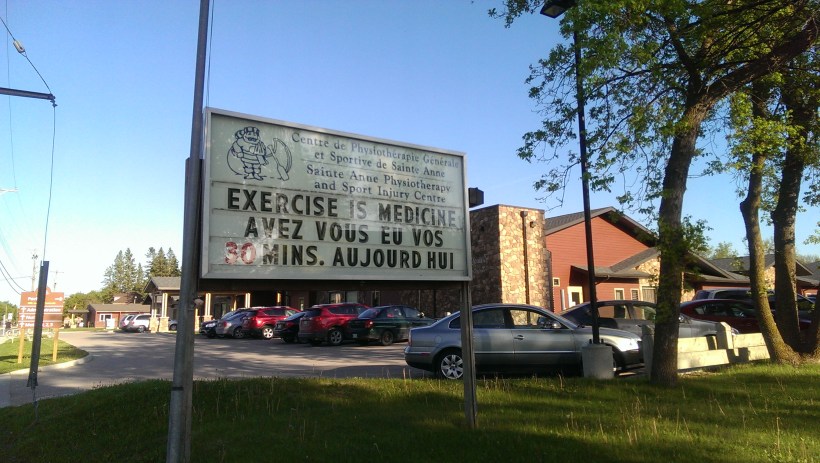 Centre de Physiothérapie Générale
et Sportive de Sainte Anne
Sainte Anne Physiotherapy
and Sport Injury Centre
EXERCISE IS MEDICINE
AVEZ VOUS EU VOS
30 MINS. AUJOURD HUI